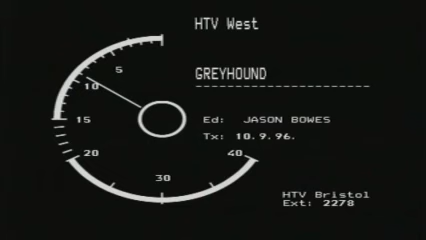 HTV West
GREYHOUND
5
10
15
20
30
40
Ed: JASON BOWES
Tx: 10.9.96.
HTV Bristol
Ext: 2278